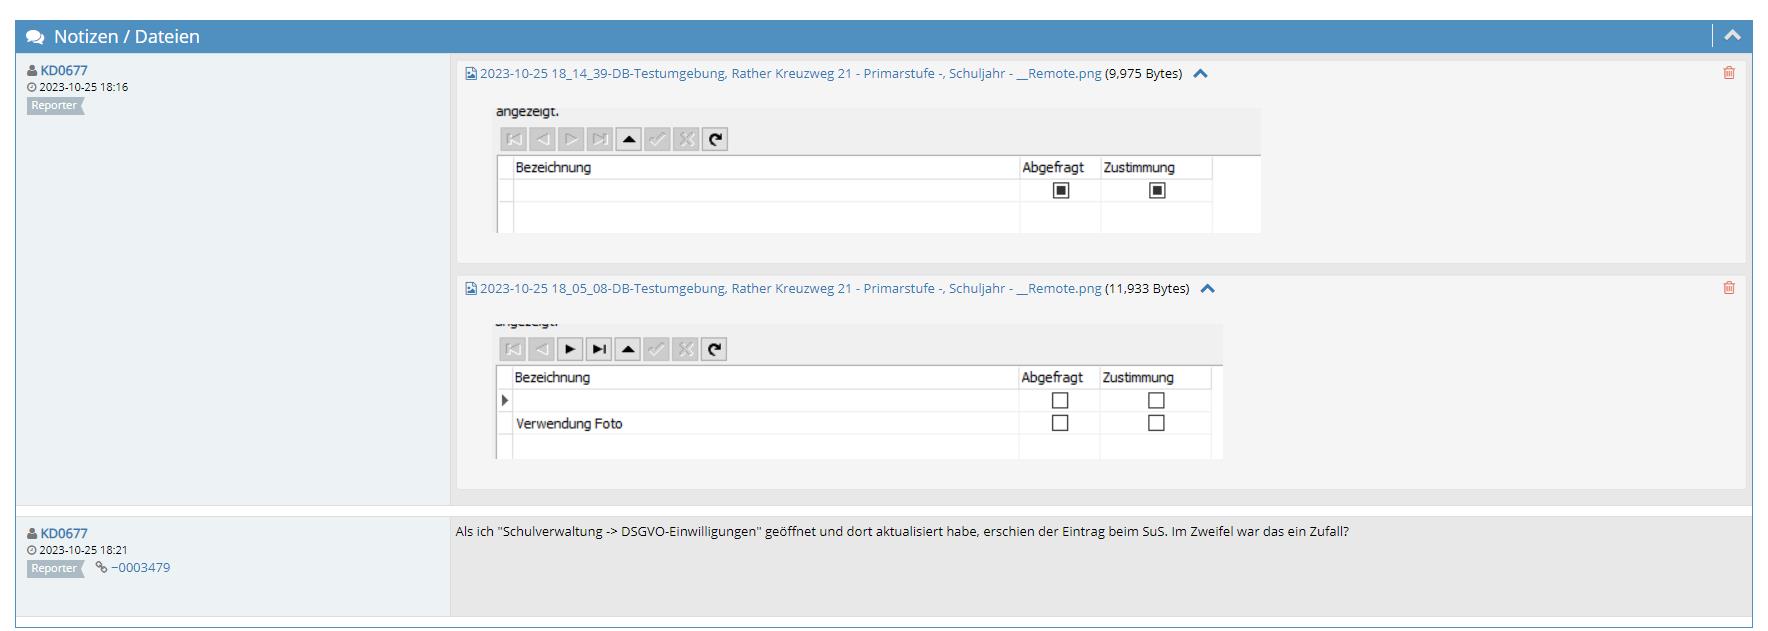 Notizen / Dateien
KD0677
2023-10-25 18:16
Reporter
2023-10-25 18_14_39-DB-Testumgebung, Rather Kreuzweg 21 - Primarstufe -, Schuljahr - __Remote.png (9,975 Bytes)
angezeigt.
Bezeichnung Abgefragt Zustimmung
2023-10-25 18_05_08-DB-Testumgebung, Rather Kreuzweg 21 - Primarstufe -, Schuljahr - __Remote.png (11,933 Bytes)
angezeigt.
Bezeichnung Abgefragt Zustimmung
Verwendung Foto
KD0677
2023-10-25 18:21
Reporter ~0003479
Als ich "Schulverwaltung -> DSGVO-Einwilligungen" geöffnet und dort aktualisiert habe, erschien der Eintrag beim SuS. Im Zweifel war das ein Zufall?